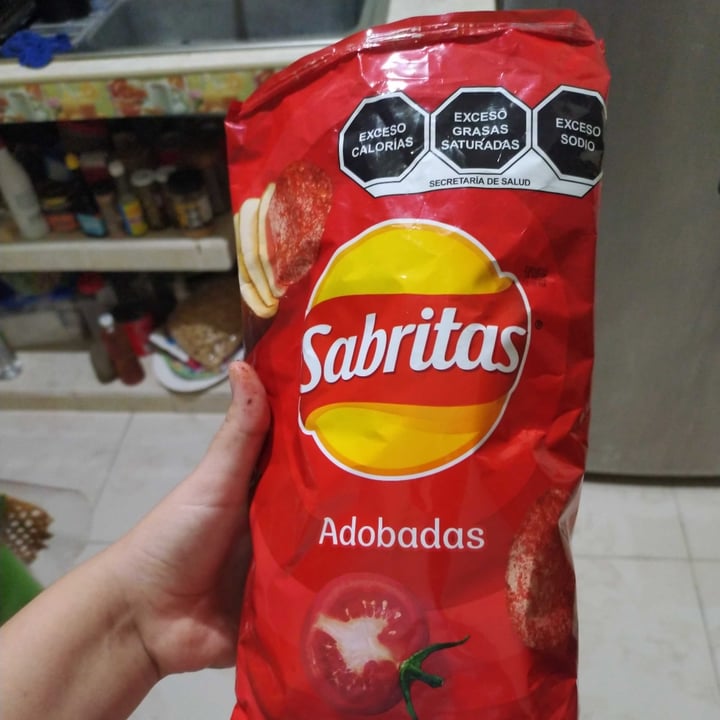 EXCESO
CALORÍAS
EXCESO
GRASAS
SATURADAS
EXCESO
SODIO
SECRETARÍA DE SALUD
Sabritas
®
Adobadas